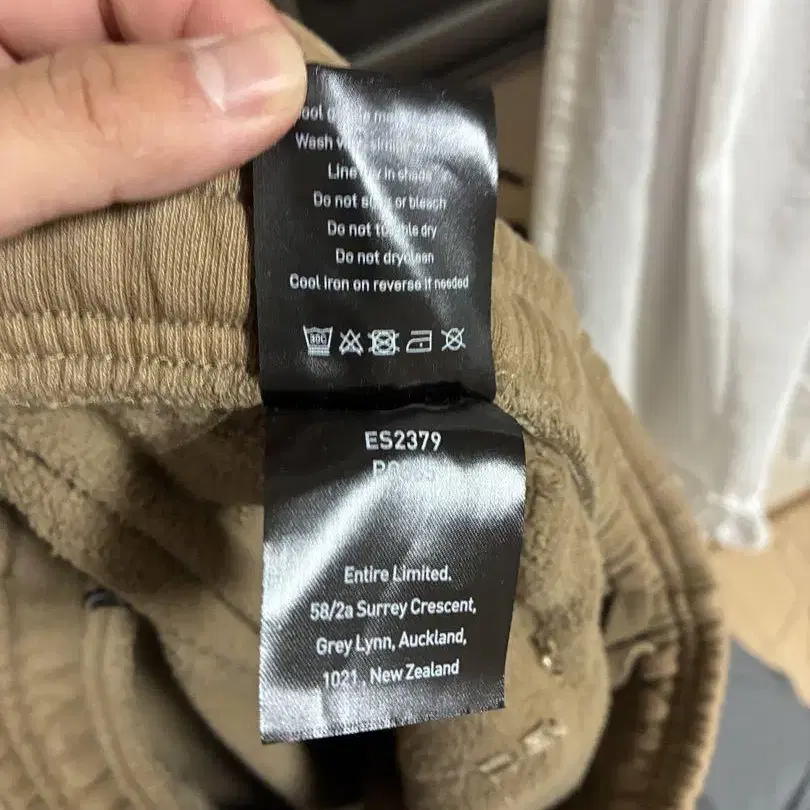 Wash
Line in shade
Do not or bleach
Do not dry
Do not dryclean
Cool iron on reverse if needed
30C
ES2379
Entire Limited.
58/2a Surrey Crescent,
Grey Lynn, Auckland,
1021, New Zealand